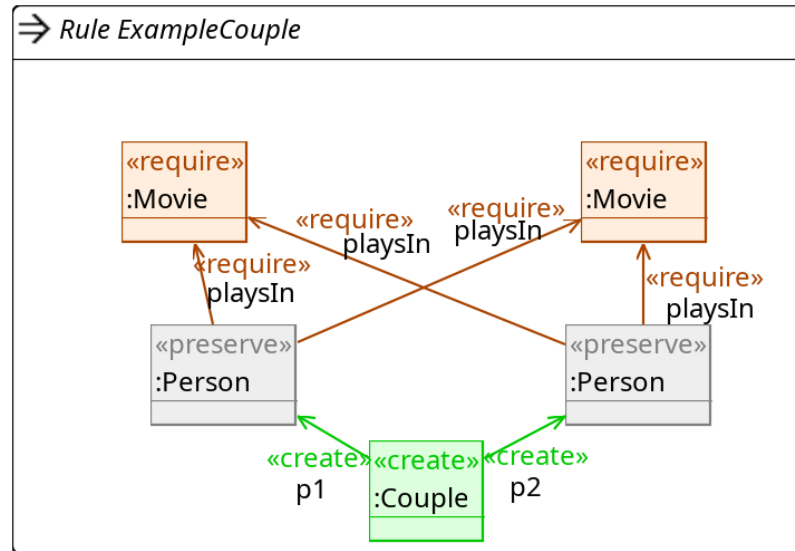 Rule ExampleCouple
«require»
:Movie
«require»
:Movie
«require»
playsIn
«require»
playsIn
«require»
playsIn
«require»
playsIn
«preserve»
:Person
«preserve»
:Person
«create»
p1
«create»
:Couple
«create»
p2